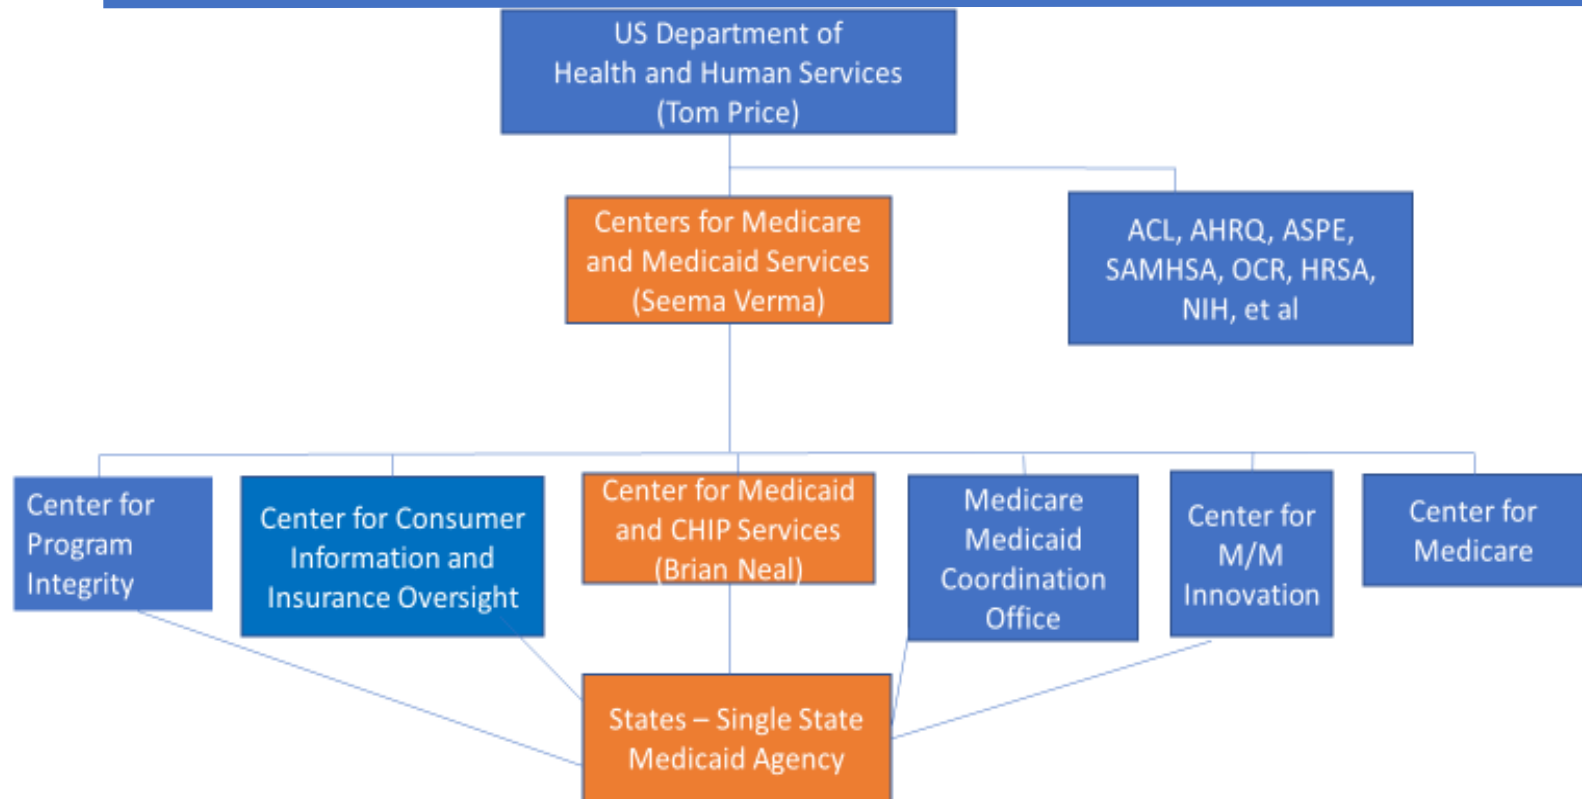 US Department of
Health and Human Services
(Tom Price)
Centers for Medicare
and Medicaid Services
(Seema Verma)
ACL, AHRQ, ASPE,
SAMHSA, OCR, HRSA,
NIH, et al
Center for
Program
Integrity
Center for Consumer
Information and
Insurance Oversight
Center for Medicaid
and CHIP Services
(Brian Neal)
Medicare
Medicaid
Coordination
Office
Center for
M/M
Innovation
Center for
Medicare
States – Single State
Medicaid Agency